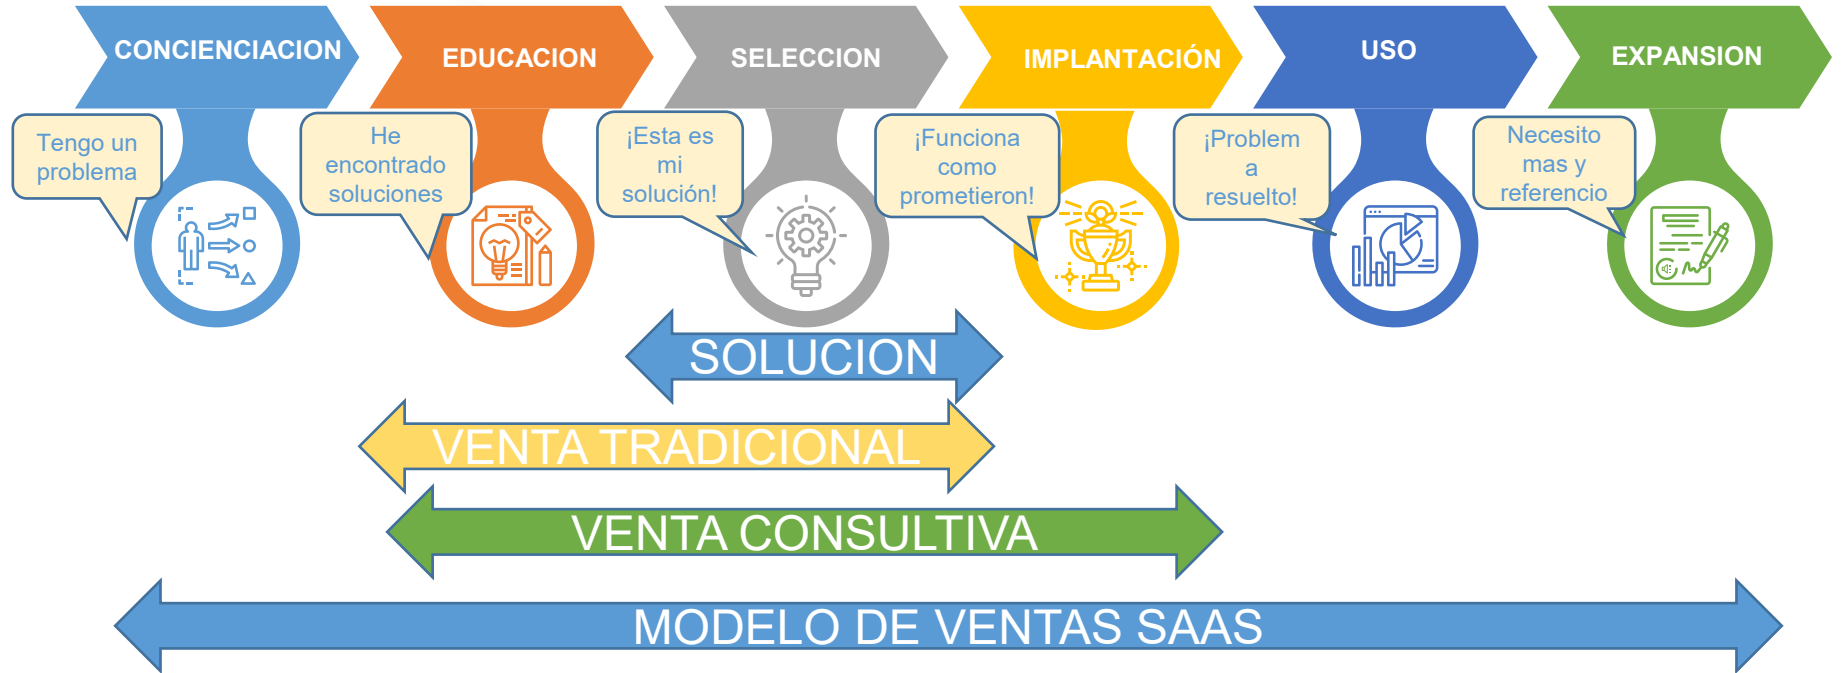 CONCIENCIACION
EDUCACION
SELECCION
IMPLANTACIÓN
USO
EXPANSION
Tengo un
problema
He
encontrado
soluciones
¡Esta es
mi
solución!
¡Funciona
como
prometieron!
¡Problem
a
resuelto!
Necesito
mas y
referencio
SOLUCION
VENTA TRADICIONAL
VENTA CONSULTIVA
MODELO DE VENTAS SAAS